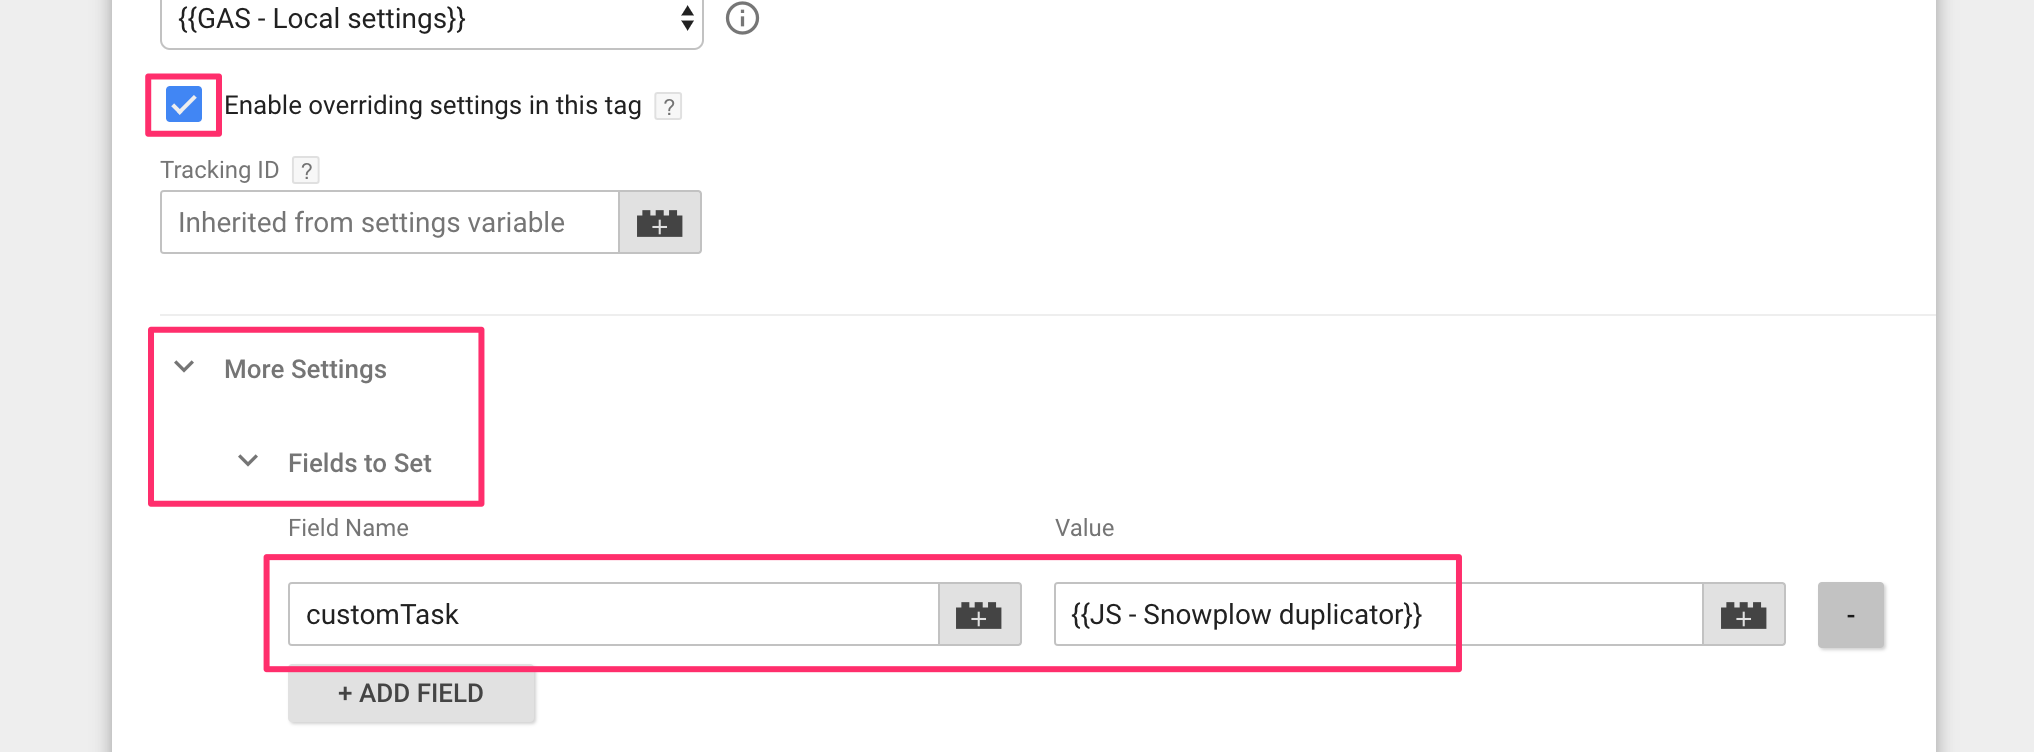 {{GAS - Local settings}}
Enable overriding settings in this tag ?
Tracking ID ?
Inherited from settings variable
More Settings
Fields to Set
Field Name Value
customTask {{JS - Snowplow duplicator}} -
+ ADD FIELD